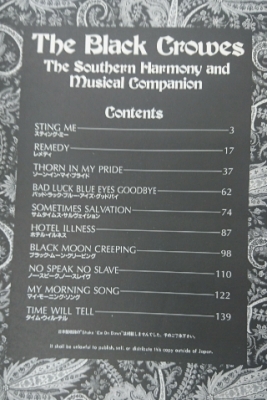 The Black Crowes
The Southern Harmony and
Musical Companion
Contents
STING ME 3
スティング・ミー
REMEDY 17
レメディ
THORN IN MY PRIDE 37
ソーン・イン・マイ・プライド
BAD LUCK BLUE EYES GOODBYE 62
バッド・ラック・ブルー・アイズ・グッドバイ
SOMETIMES SALVATION 74
サムタイムス・サルヴェイション
HOTEL ILLNESS 87
ホテル・イルネス
BLACK MOON CREEPING 98
ブラック・ムーン・クリーピング
NO SPEAK NO SLAVE 110
ノー・スピーク・ノー・スレイヴ
MY MORNING SONG 122
マイ・モーニング・ソング
TIME WILL TELL 139
タイム・ウィル・テル
It shall be unlawful to publish, sell, or distribute this copy outside of Japan.